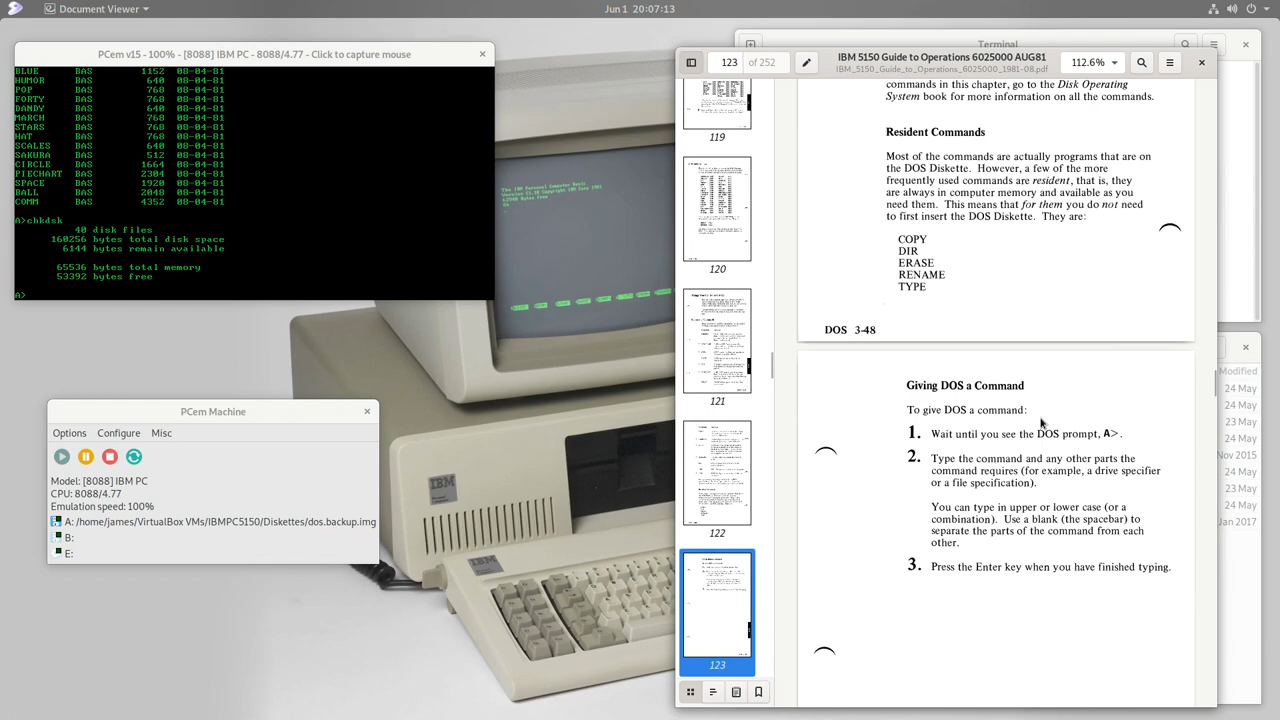 Document Viewer
Jun 1 20:07:13
PCem v15 - 100% - [8088] IBM PC - 8088/4.77 - Click to capture mouse
BLUE BAS 1152 08-04-81
HUMOR BAS 640 08-04-81
POP BAS 768 08-04-81
FORTY BAS 768 08-04-81
DANDY BAS 640 08-04-81
MARCH BAS 768 08-04-81
STARS BAS 768 08-04-81
HAT BAS 768 08-04-81
SCALES BAS 640 08-04-81
SAKURA BAS 512 08-04-81
CIRCLE BAS 1664 08-04-81
PIECHART BAS 2304 08-04-81
SPACE BAS 1920 08-04-81
BALL BAS 2048 08-04-81
COMM BAS 4352 08-04-81
A>chkdsk
40 disk files
160256 bytes total disk space
6144 bytes remain available
65536 bytes total memory
53392 bytes free
A>
The IBM Personal Computer Basic
Bytes free
Ok
IBM
IBM
PCem Machine
Options Configure Misc
Model: [8088] IBM PC
CPU: 8088/4.77
Emulation speed: 100%
A: /home/james/VirtualBox VMs/IBMPC5150/Diskettes/dos.backup.img
B:
E:
Terminal
123 of 252
IBM 5150 Guide to Operations 6025000 AUG81
IBM_5150_Guide_to_Operations_6025000_1981-08.pdf
112.6%
119
120
121
122
123
commands in this chapter, go to the Disk Operating
System book for more information on all the commands.
Resident Commands
Most of the commands are actually programs that are on
the DOS Diskette. However, a few of the more
frequently used commands are resident, that is, they
are always in computer memory and available as you
need them. This means that for them you do not need
to first insert the DOS Diskette. They are:
COPY
DIR
ERASE
RENAME
TYPE
DOS 3-48
Giving DOS a Command
To give DOS a command:
1. Wait until you see the DOS prompt, A>
2. Type the command and any other parts the
command requires (for example, a drive specifier
or a file specification).
You can type in upper or lower case (or a
combination). Use a blank (the spacebar) to
separate the parts of the command from each
other.
3. Press the Enter key when you have finished typing.
Modified
24 May
24 May
23 May
24 May
Nov 2015
24 May
23 May
24 May
Jan 2017